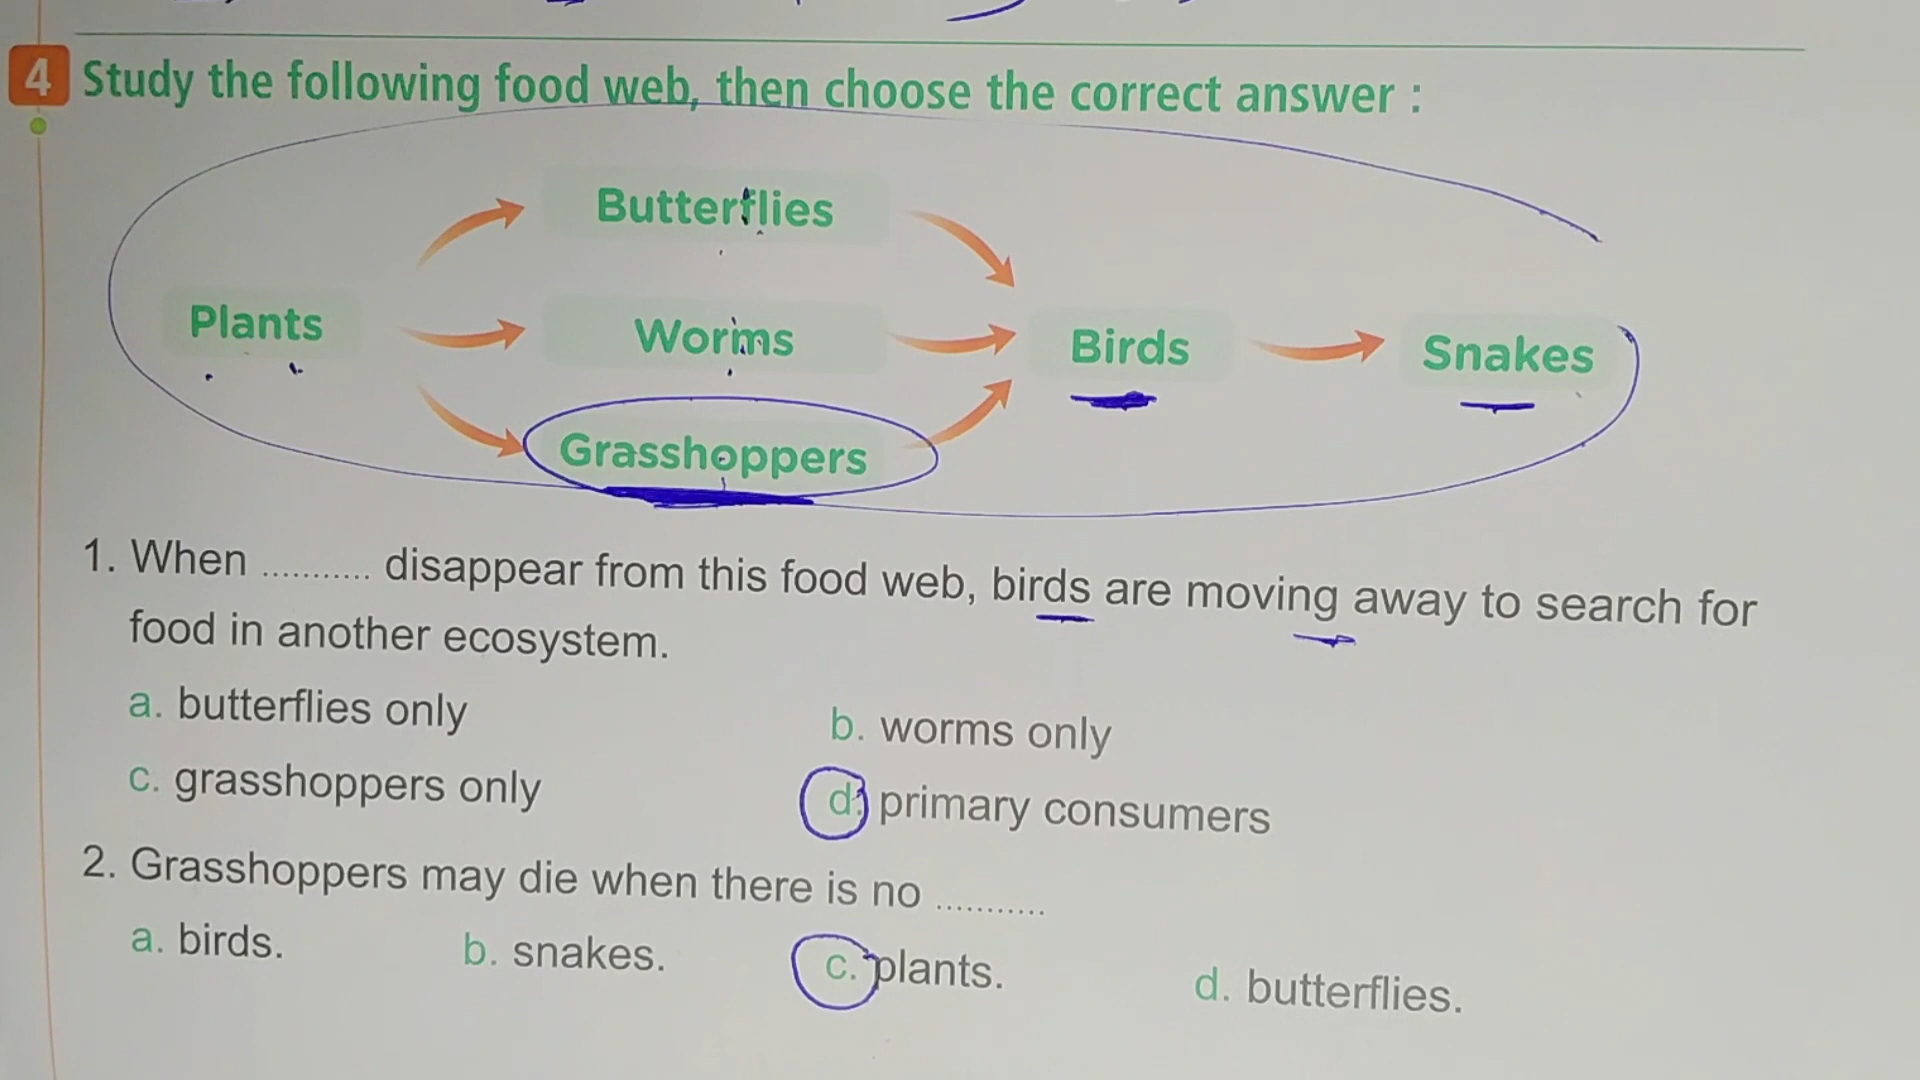 4 Study the following food web, then choose the correct answer :
Butterflies
Plants
Worms
Birds
Snakes
Grasshoppers
1. When ........... disappear from this food web, birds are moving away to search for
food in another ecosystem.
a. butterflies only
b. worms only
c. grasshoppers only
d. primary consumers
2. Grasshoppers may die when there is no ...........
a. birds.
b. snakes.
c. plants.
d. butterflies.